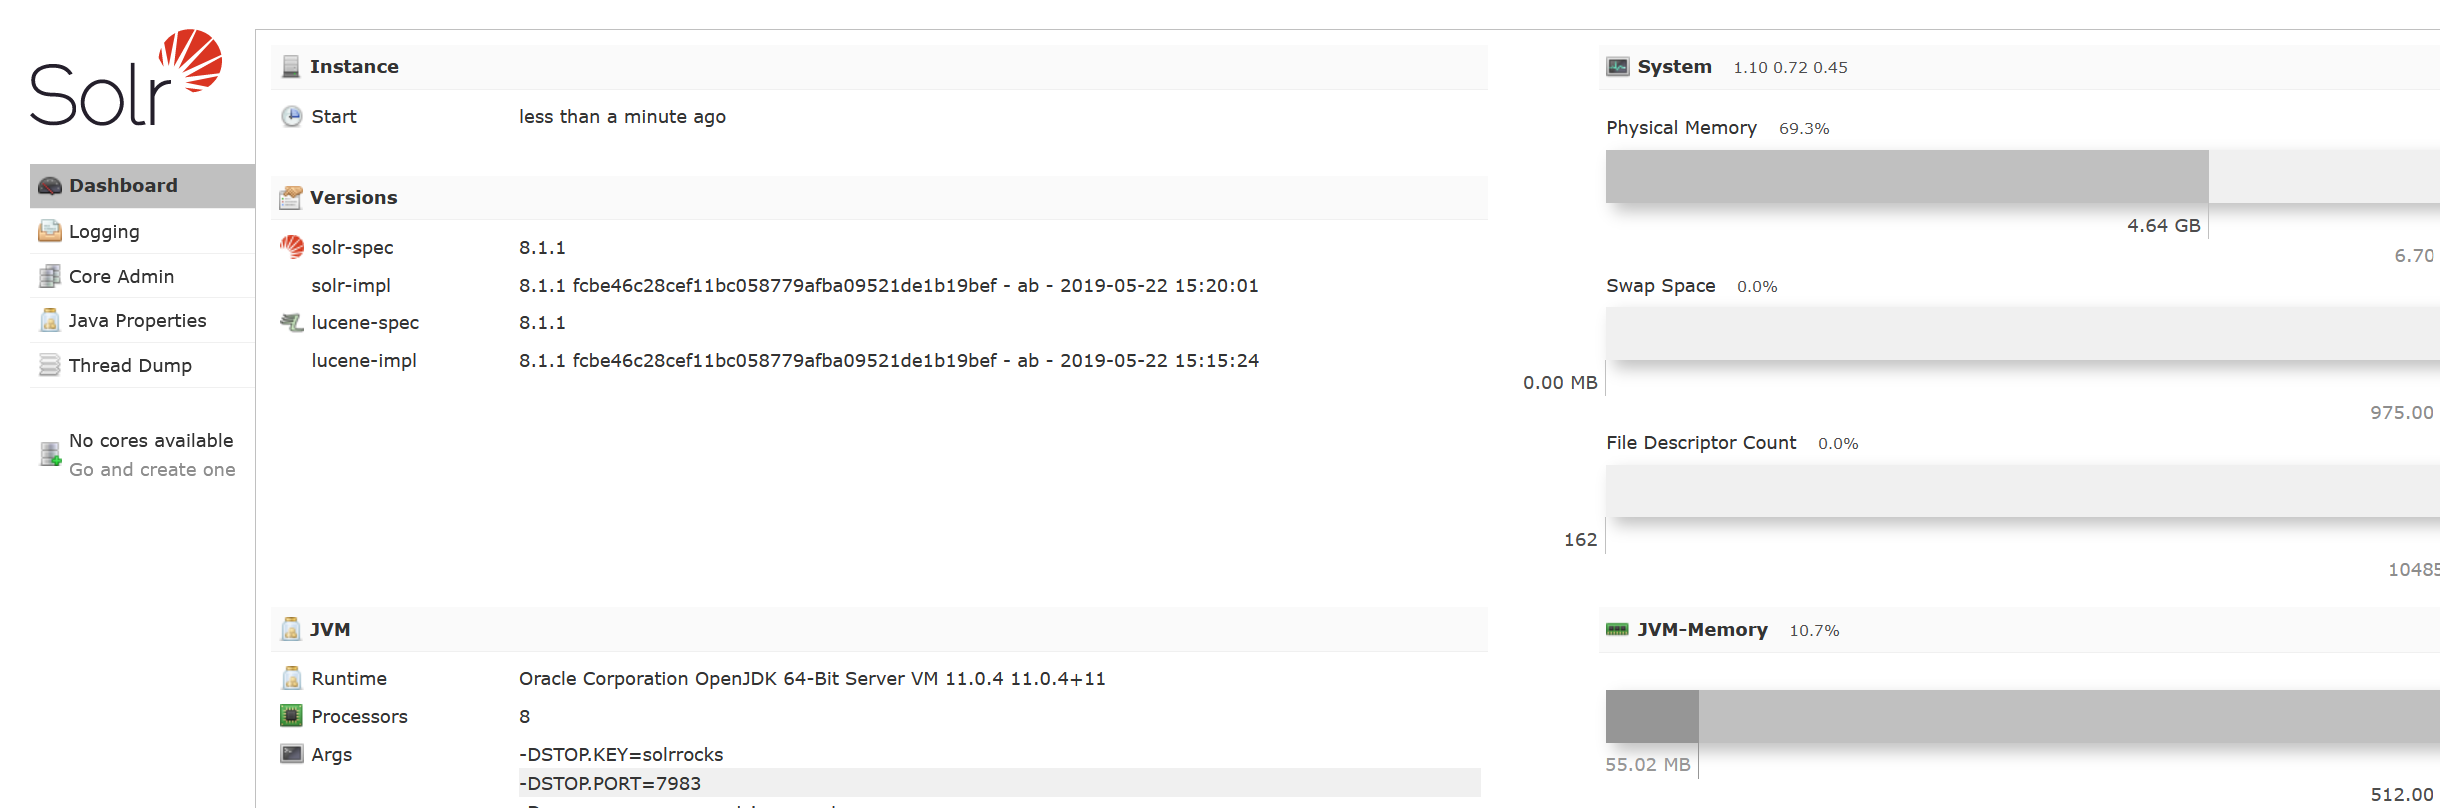 Solr
Dashboard
Logging
Core Admin
Java Properties
Thread Dump
No cores available
Go and create one
Instance
Start less than a minute ago
Versions
solr-spec 8.1.1
solr-impl 8.1.1 fcbe46c28cef11bc058779afba09521de1b19bef - ab - 2019-05-22 15:20:01
lucene-spec 8.1.1
lucene-impl 8.1.1 fcbe46c28cef11bc058779afba09521de1b19bef - ab - 2019-05-22 15:15:24
JVM
Runtime Oracle Corporation OpenJDK 64-Bit Server VM 11.0.4 11.0.4+11
Processors 8
Args -DSTOP.KEY=solrrocks
-DSTOP.PORT=7983
System 1.10 0.72 0.45
Physical Memory 69.3%
4.64 GB
6.70
Swap Space 0.0%
0.00 MB
975.00
File Descriptor Count 0.0%
162
10485
JVM-Memory 10.7%
55.02 MB
512.00